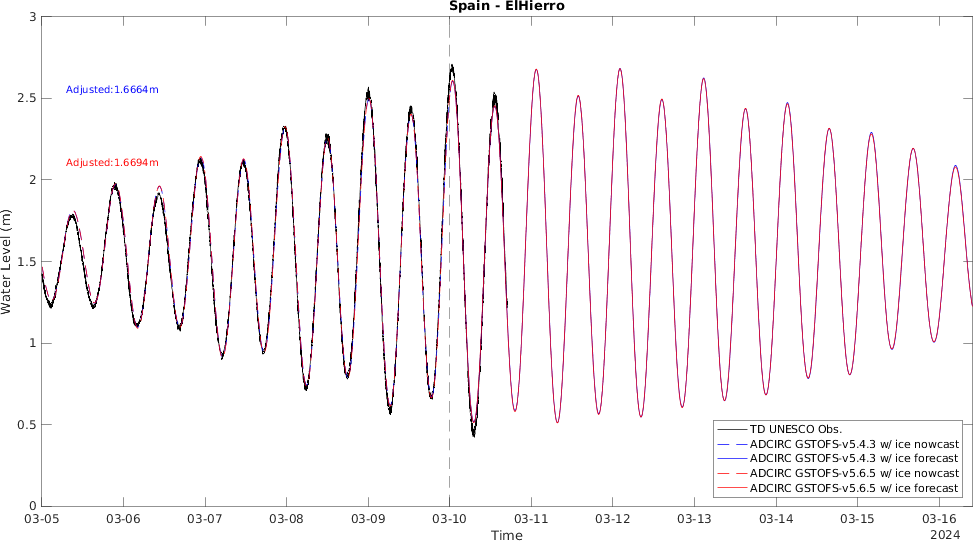 Spain - ElHierro
3
2.5
2
1.5
1
0.5
0
Water Level (m)
Adjusted:1.6664m
Adjusted:1.6694m
TD UNESCO Obs.
ADCIRC GSTOFS-v5.4.3 w/ ice nowcast
ADCIRC GSTOFS-v5.4.3 w/ ice forecast
ADCIRC GSTOFS-v5.6.5 w/ ice nowcast
ADCIRC GSTOFS-v5.6.5 w/ ice forecast
03-05 03-06 03-07 03-08 03-09 03-10 03-11 03-12 03-13 03-14 03-15 03-16
2024
Time